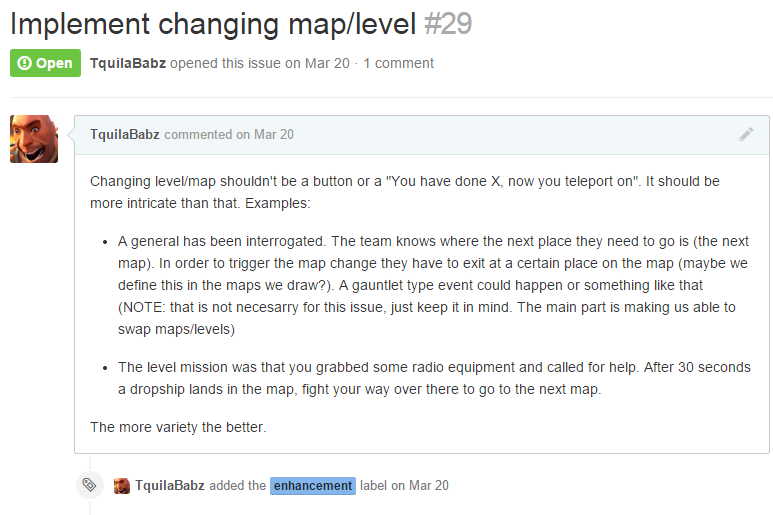 Implement changing map/level #29
Open TquilaBabz opened this issue on Mar 20 · 1 comment
TquilaBabz commented on Mar 20
Changing level/map shouldn't be a button or a "You have done X, now you teleport on". It should be
more intricate than that. Examples:
• A general has been interrogated. The team knows where the next place they need to go is (the next
map). In order to trigger the map change they have to exit at a certain place on the map (maybe we
define this in the maps we draw?). A gauntlet type event could happen or something like that
(NOTE: that is not necesarry for this issue, just keep it in mind. The main part is making us able to
swap maps/levels)
• The level mission was that you grabbed some radio equipment and called for help. After 30 seconds
a dropship lands in the map, fight your way over there to go to the next map.
The more variety the better.
TquilaBabz added the enhancement label on Mar 20